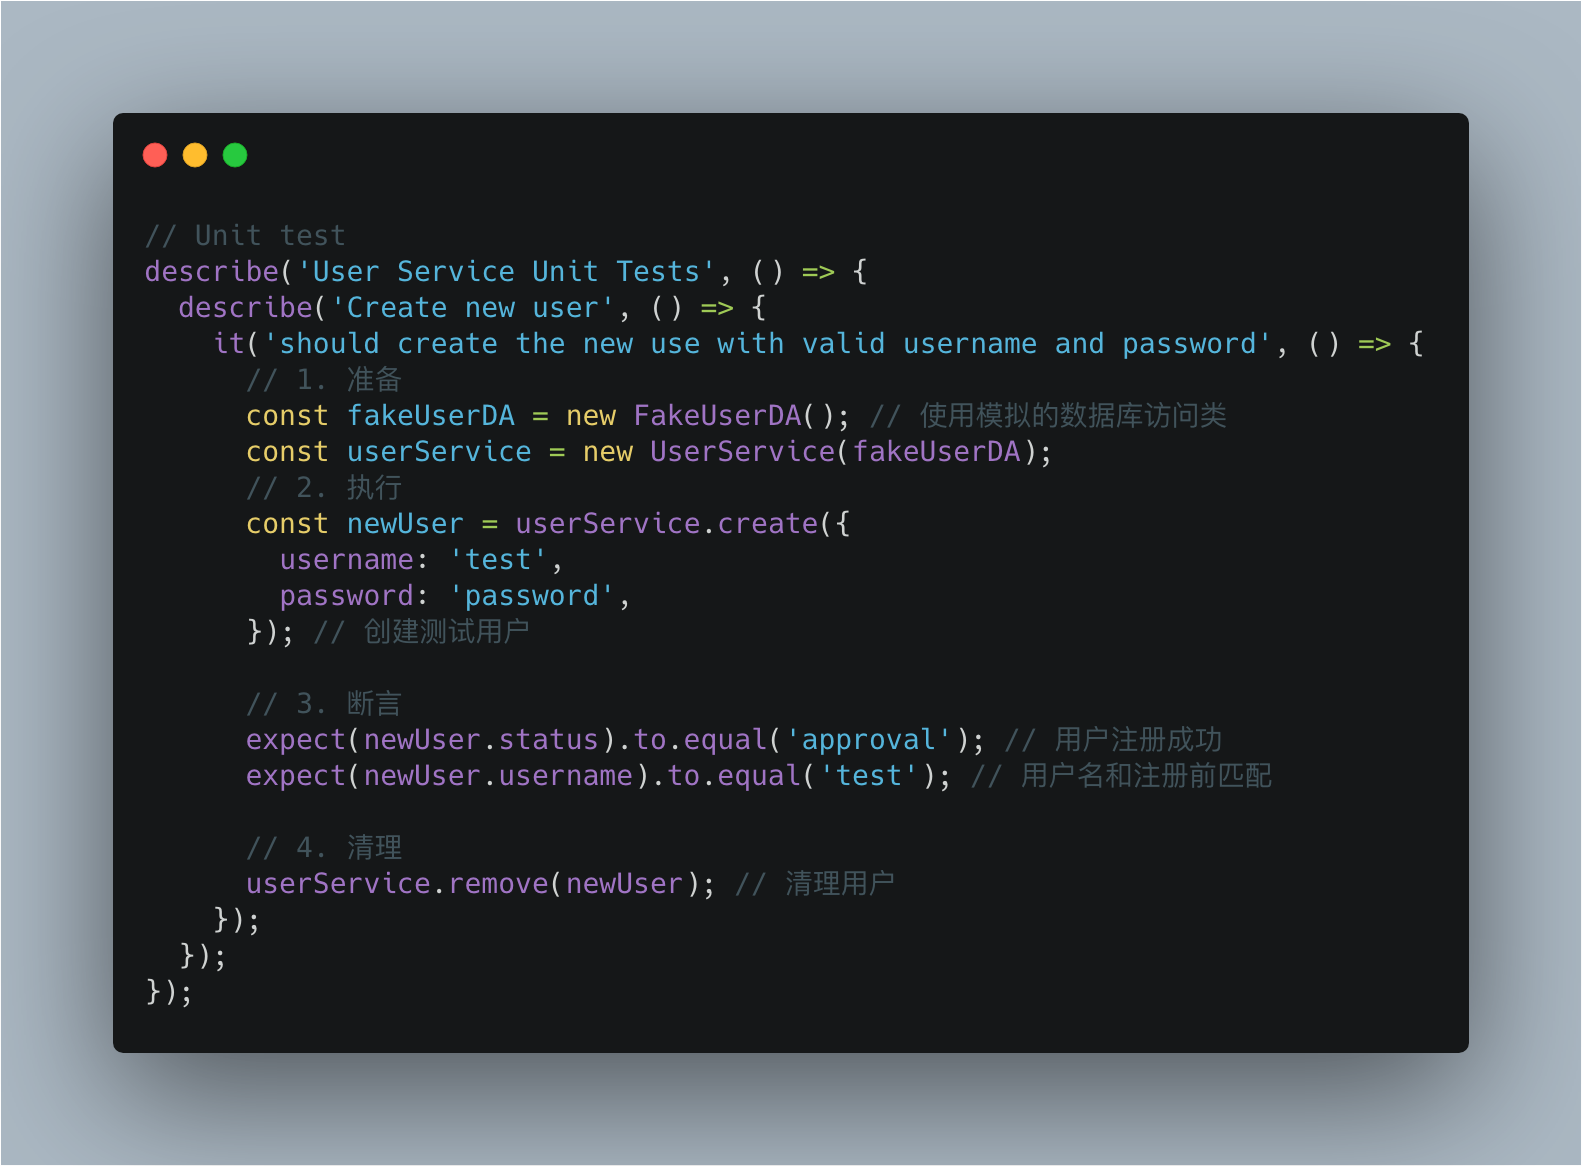 // Unit test
describe('User Service Unit Tests', () => {
  describe('Create new user', () => {
    it('should create the new use with valid username and password', () => {
      // 1. 准备
      const fakeUserDA = new FakeUserDA(); // 使用模拟的数据库访问类
      const userService = new UserService(fakeUserDA);
      // 2. 执行
      const newUser = userService.create({
        username: 'test',
        password: 'password',
      }); // 创建测试用户

      // 3. 断言
      expect(newUser.status).to.equal('approval'); // 用户注册成功
      expect(newUser.username).to.equal('test'); // 用户名和注册前匹配

      // 4. 清理
      userService.remove(newUser); // 清理用户
    });
  });
});